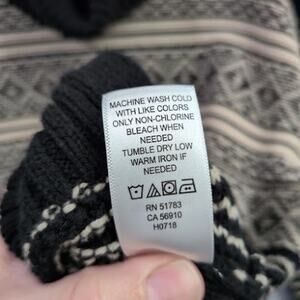 MACHINE WASH COLD
WITH LIKE COLORS
ONLY NON-CHLORINE
BLEACH WHEN
NEEDED
TUMBLE DRY LOW
WARM IRON IF
NEEDED
RN 51783
CA 56910
H0718